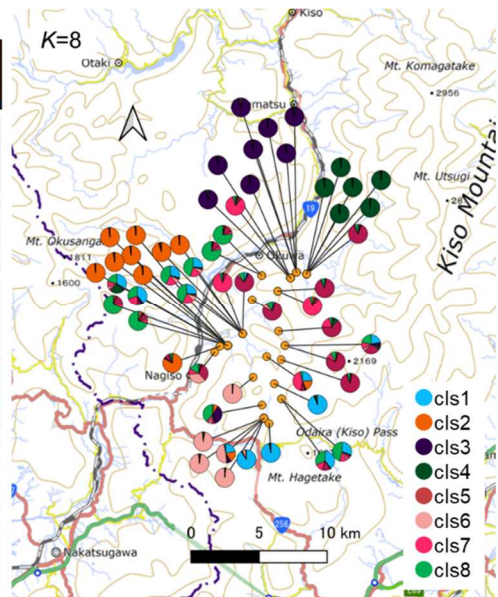 K=8
Kiso
Otaki
Mt. Komagatake
2956
matsu
Mt. Utsugi
Kiso Mountai
19
Mt. Okusanga
1811
Okuwa
1600
2169
Nagiso
cls1
cls2
cls3
cls4
cls5
cls6
cls7
cls8
Odaira (Kiso) Pass
Mt. Hagetake
256
0 5 10 km
Nakatsugawa